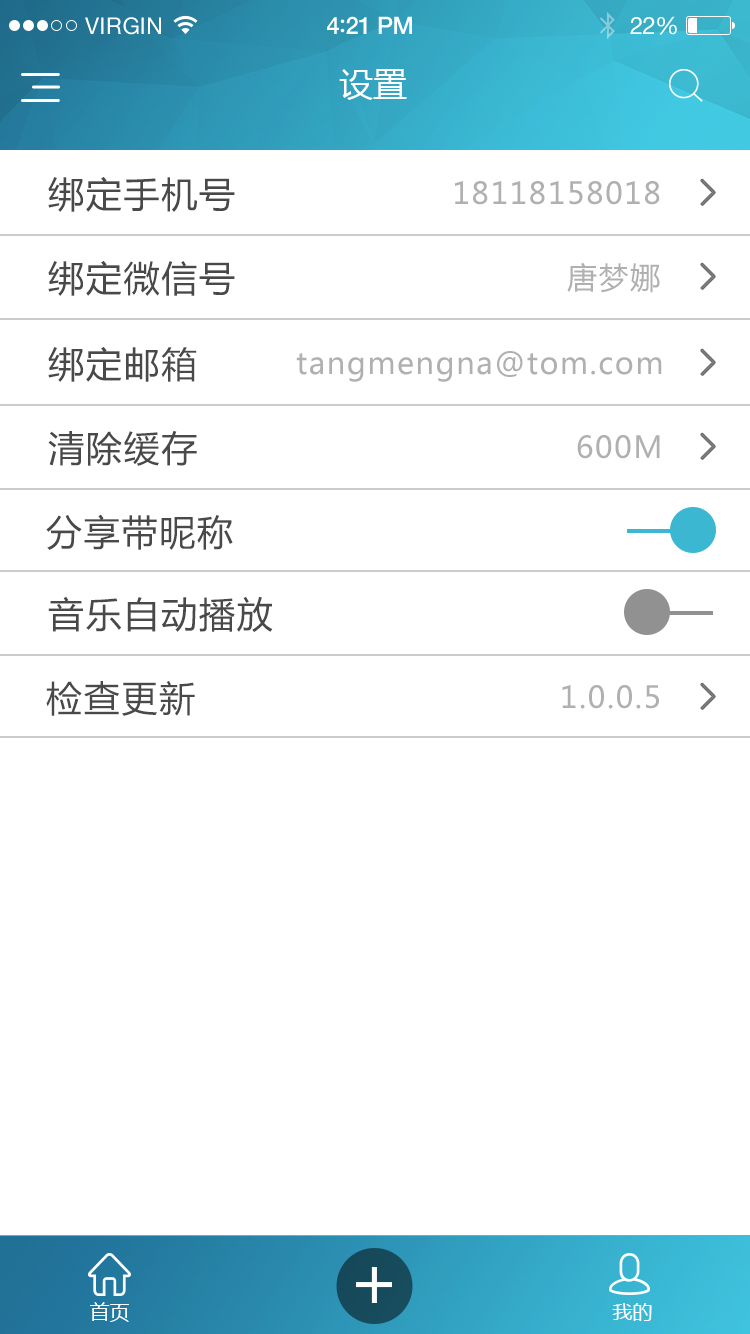 VIRGIN 4:21 PM 22%
设置
绑定手机号 18118158018
绑定微信号 唐梦娜
绑定邮箱 tangmengna@tom.com
清除缓存 600M
分享带昵称
音乐自动播放
检查更新 1.0.0.5
首页 我的